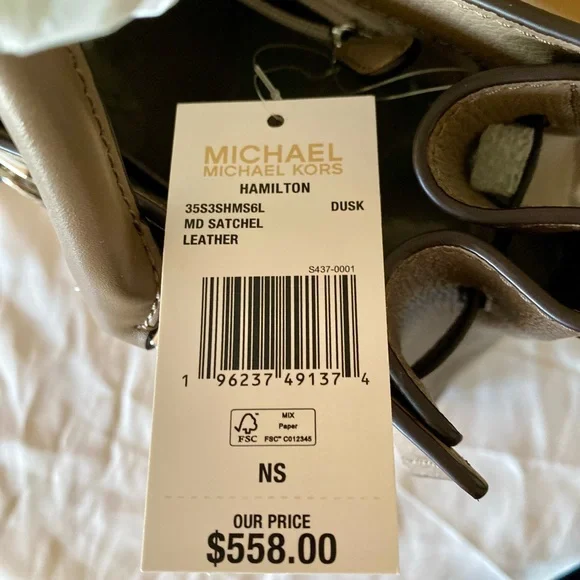 MICHAEL
MICHAEL KORS
HAMILTON
35S3SHMS6L DUSK
MD SATCHEL
LEATHER
S437-0001
1 96237 49137 4
FSC
MIX
Paper
FSC™ C012345
NS
OUR PRICE
$558.00